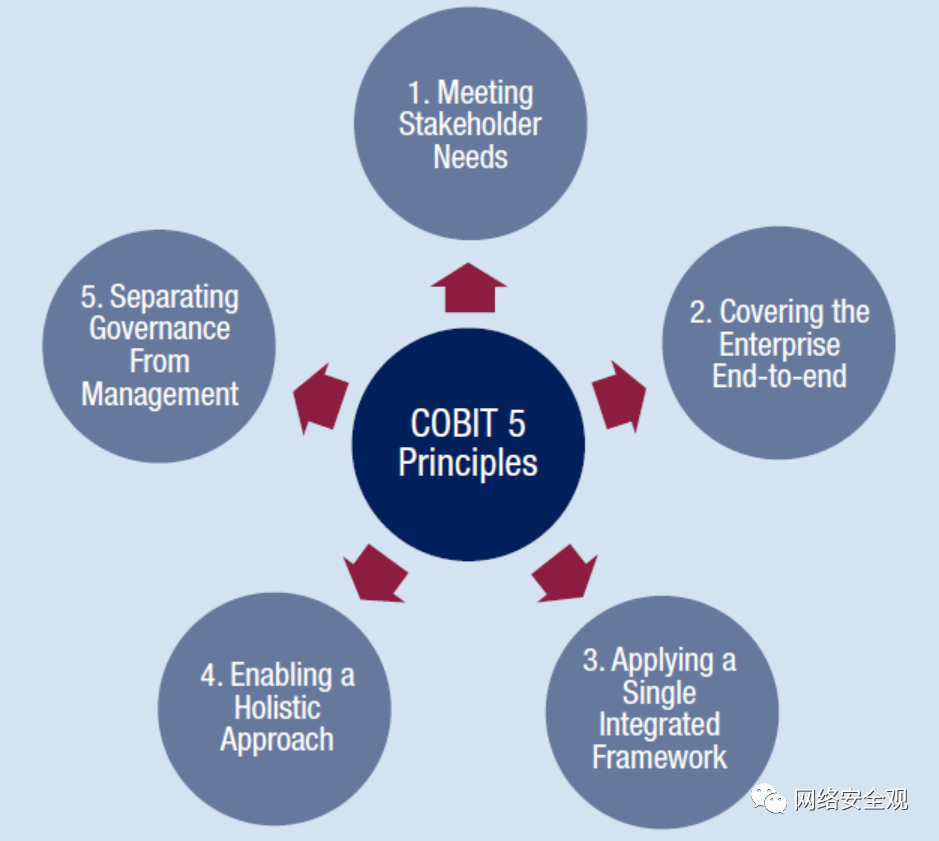 1. Meeting
Stakeholder
Needs
5. Separating
Governance
From
Management
2. Covering the
Enterprise
End-to-end
COBIT 5
Principles
4. Enabling a
Holistic
Approach
3. Applying a
Single
Integrated
Framework
网络安全观